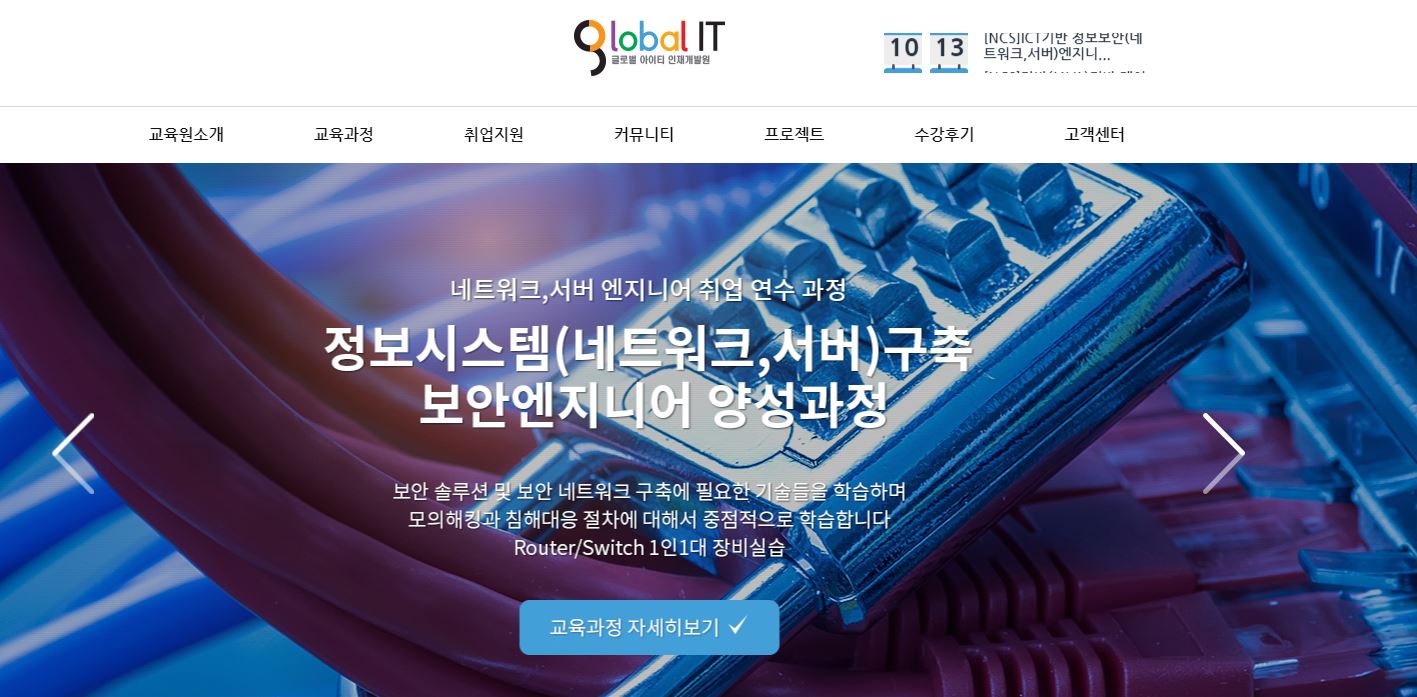 global IT
글로벌 아이티 인재개발원
10 13
[NCS]ICT기반 정보보안(네
트워크,서버)엔지니...
교육원소개 교육과정 취업지원 커뮤니티 프로젝트 수강후기 고객센터
네트워크,서버 엔지니어 취업 연수 과정
정보시스템(네트워크,서버)구축
보안엔지니어 양성과정
보안 솔루션 및 보안 네트워크 구축에 필요한 기술들을 학습하며
모의해킹과 침해대응 절차에 대해서 중점적으로 학습합니다
Router/Switch 1인1대 장비실습
교육과정 자세히보기